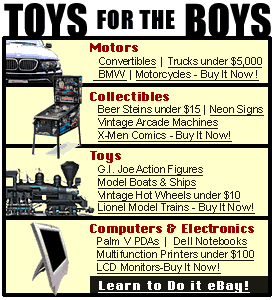 TOYS FOR THE BOYS
Motors
Convertibles | Trucks under $5,000
BMW | Motorcycles - Buy It Now!
Collectibles
Beer Steins under $15 | Neon Signs
Vintage Arcade Machines
X-Men Comics - Buy It Now!
Toys
G.I. Joe Action Figures
Model Boats & Ships
Vintage Hot Wheels under $10
Lionel Model Trains - Buy It Now!
Computers & Electronics
Palm V PDAs | Dell Notebooks
Multifunction Printers under $100
LCD Monitors-Buy It Now!
Learn to Do it eBay!